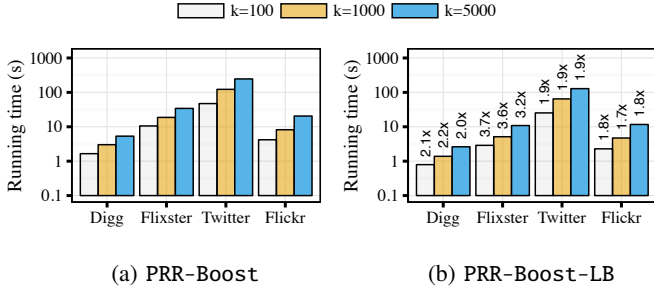 k=100 k=1000 k=5000
Running time (s)
1000
100
10
1
0.1
Digg Flixster Twitter Flickr
(a) PRR-Boost
Running time (s)
1000
100
10
1
0.1
2.1x 2.2x 2.0x 3.7x 3.6x 3.2x 1.9x 1.9x 1.9x 1.8x 1.7x 1.8x
Digg Flixster Twitter Flickr
(b) PRR-Boost-LB